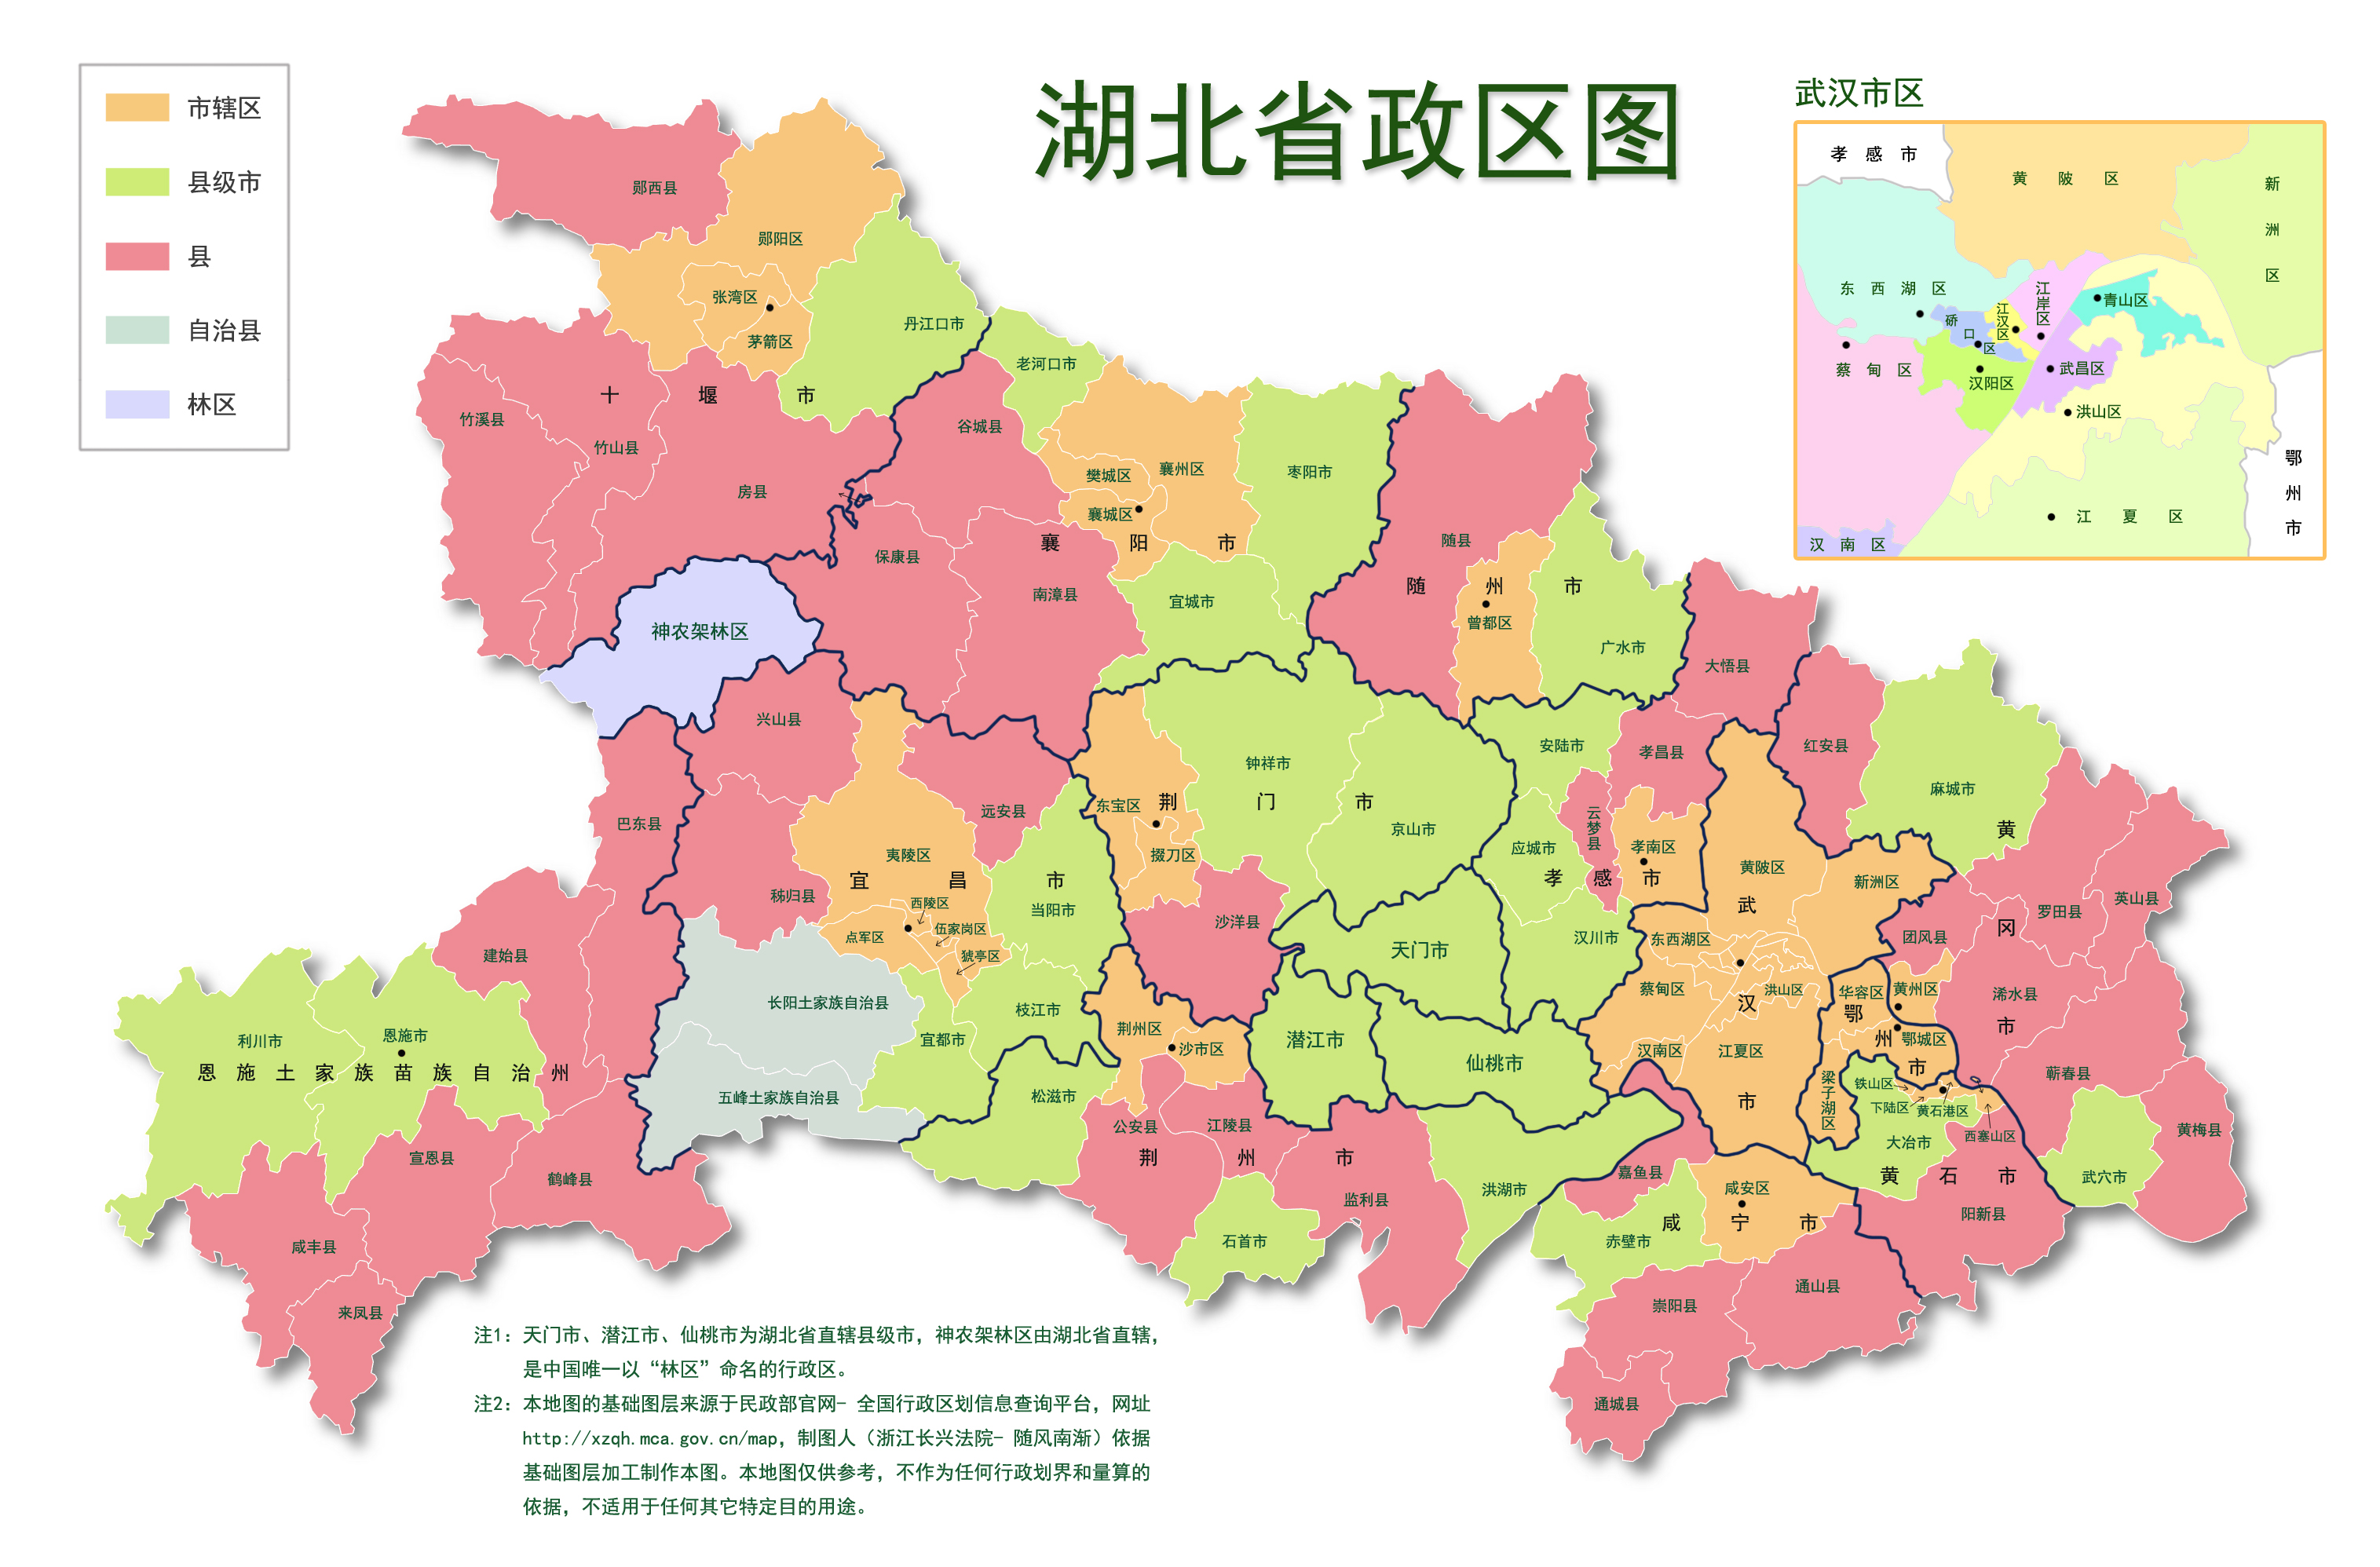 湖北省政区图
市辖区
县级市
县
自治县
林区
武汉市区
孝感市
黄陂区
新洲区
东西湖区
江岸区
江汉区
硚口区
青山区
蔡甸区
汉阳区
武昌区
洪山区
江夏区
汉南区
鄂州市
郧西县
郧阳区
张湾区
茅箭区
丹江口市
十堰市
竹溪县
竹山县
房县
老河口市
谷城县
樊城区
襄州区
襄城区
枣阳市
襄阳市
保康县
南漳县
宜城市
随县
随州市
曾都区
广水市
大悟县
神农架林区
兴山县
巴东县
秭归县
夷陵区
远安县
宜昌市
西陵区
伍家岗区
点军区
猇亭区
当阳市
枝江市
宜都市
长阳土家族自治县
五峰土家族自治县
东宝区
掇刀区
荆门市
钟祥市
京山市
沙洋县
安陆市
孝昌县
云梦县
应城市
孝南区
孝感市
汉川市
红安县
麻城市
黄冈市
罗田县
英山县
团风县
浠水县
黄州区
蕲春县
黄梅县
武穴市
黄陂区
新洲区
武汉市
东西湖区
蔡甸区
洪山区
汉南区
江夏区
华容区
鄂州市
鄂城区
梁子湖区
铁山区
下陆区
黄石港区
西塞山区
大冶市
黄石市
阳新县
天门市
潜江市
仙桃市
荆州区
沙市区
松滋市
公安县
江陵县
荆州市
石首市
监利县
洪湖市
嘉鱼县
咸安区
咸宁市
赤壁市
崇阳县
通山县
通城县
建始县
利川市
恩施市
恩施土家族苗族自治州
宣恩县
鹤峰县
咸丰县
来凤县
注1：天门市、潜江市、仙桃市为湖北省直辖县级市，神农架林区由湖北省直辖，
是中国唯一以“林区”命名的行政区。
注2：本地图的基础图层来源于民政部官网- 全国行政区划信息查询平台，网址
http://xzqh.mca.gov.cn/map，制图人（浙江长兴法院- 随风南渐）依据
基础图层加工制作本图。本地图仅供参考，不作为任何行政划界和量算的
依据，不适用于任何其它特定目的用途。